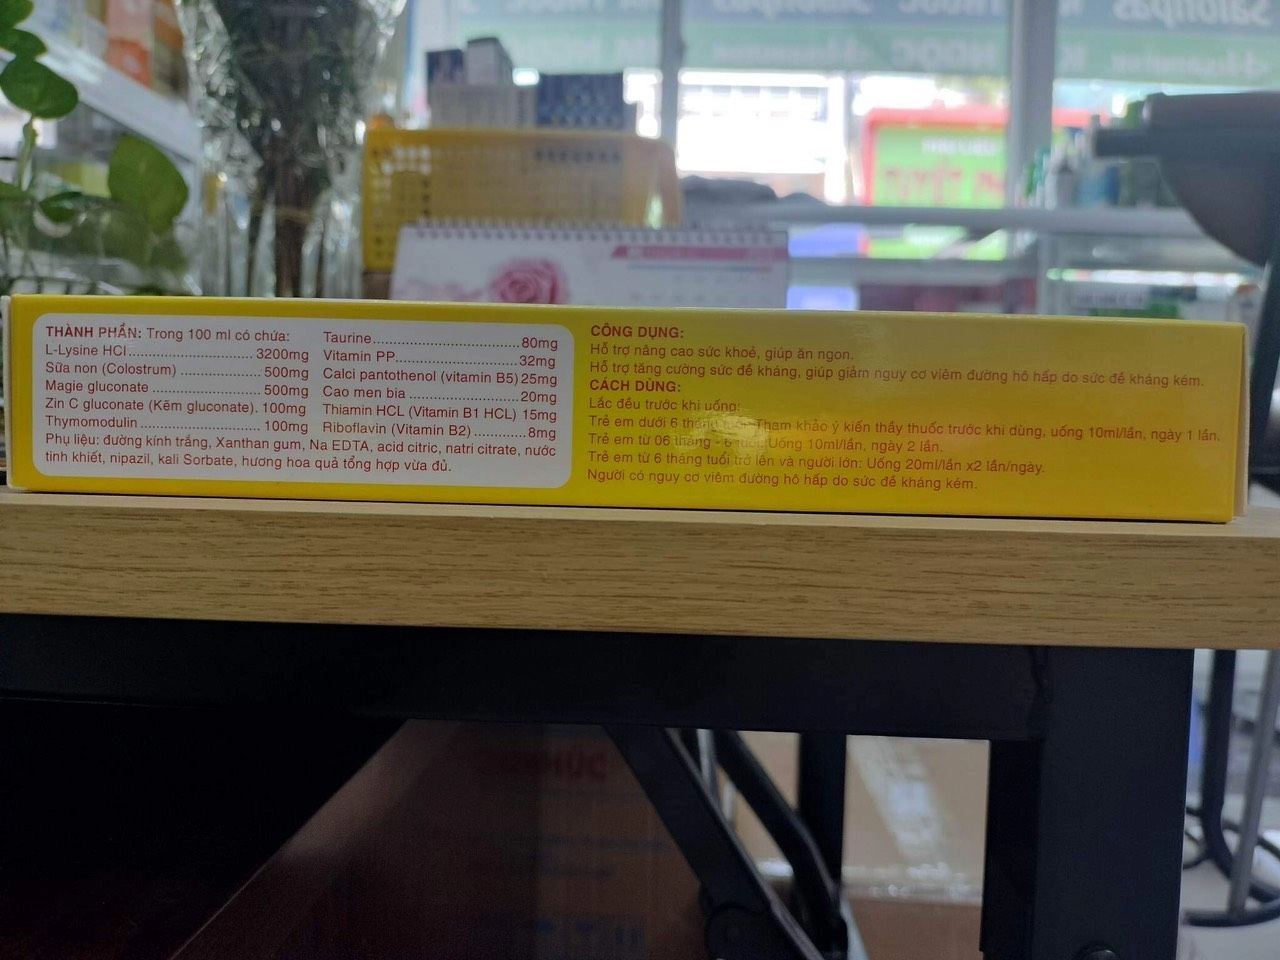 THÀNH PHẦN: Trong 100 ml có chứa:
L-Lysine HCl 3200mg
Sữa non (Colostrum) 500mg
Magie gluconate 500mg
Zin C gluconate (Kẽm gluconate). 100mg
Thymomodulin 100mg
Taurine 80mg
Vitamin PP 32mg
Calci pantothenol (vitamin B5) 25mg
Cao men bia 20mg
Thiamin HCL (Vitamin B1 HCL) 15mg
Riboflavin (Vitamin B2) 8mg
Phụ liệu: đường kính trắng, Xanthan gum, Na EDTA, acid citric, natri citrate, nước
tinh khiết, nipazil, kali Sorbate, hương hoa quả tổng hợp vừa đủ.
CÔNG DỤNG:
Hỗ trợ nâng cao sức khoẻ, giúp ăn ngon.
Hỗ trợ tăng cường sức đề kháng, giúp giảm nguy cơ viêm đường hô hấp do sức đề kháng kém.
CÁCH DÙNG:
Lắc đều trước khi uống:
Trẻ em dưới 6 tháng tuổi: Tham khảo ý kiến thầy thuốc trước khi dùng, uống 10ml/lần, ngày 1 lần.
Trẻ em từ 06 tháng - 6 tuổi: Uống 10ml/lần, ngày 2 lần.
Trẻ em từ 6 tháng tuổi trở lên và người lớn: Uống 20ml/lần x2 lần/ngày.
Người có nguy cơ viêm đường hô hấp do sức đề kháng kém.
Salonpas